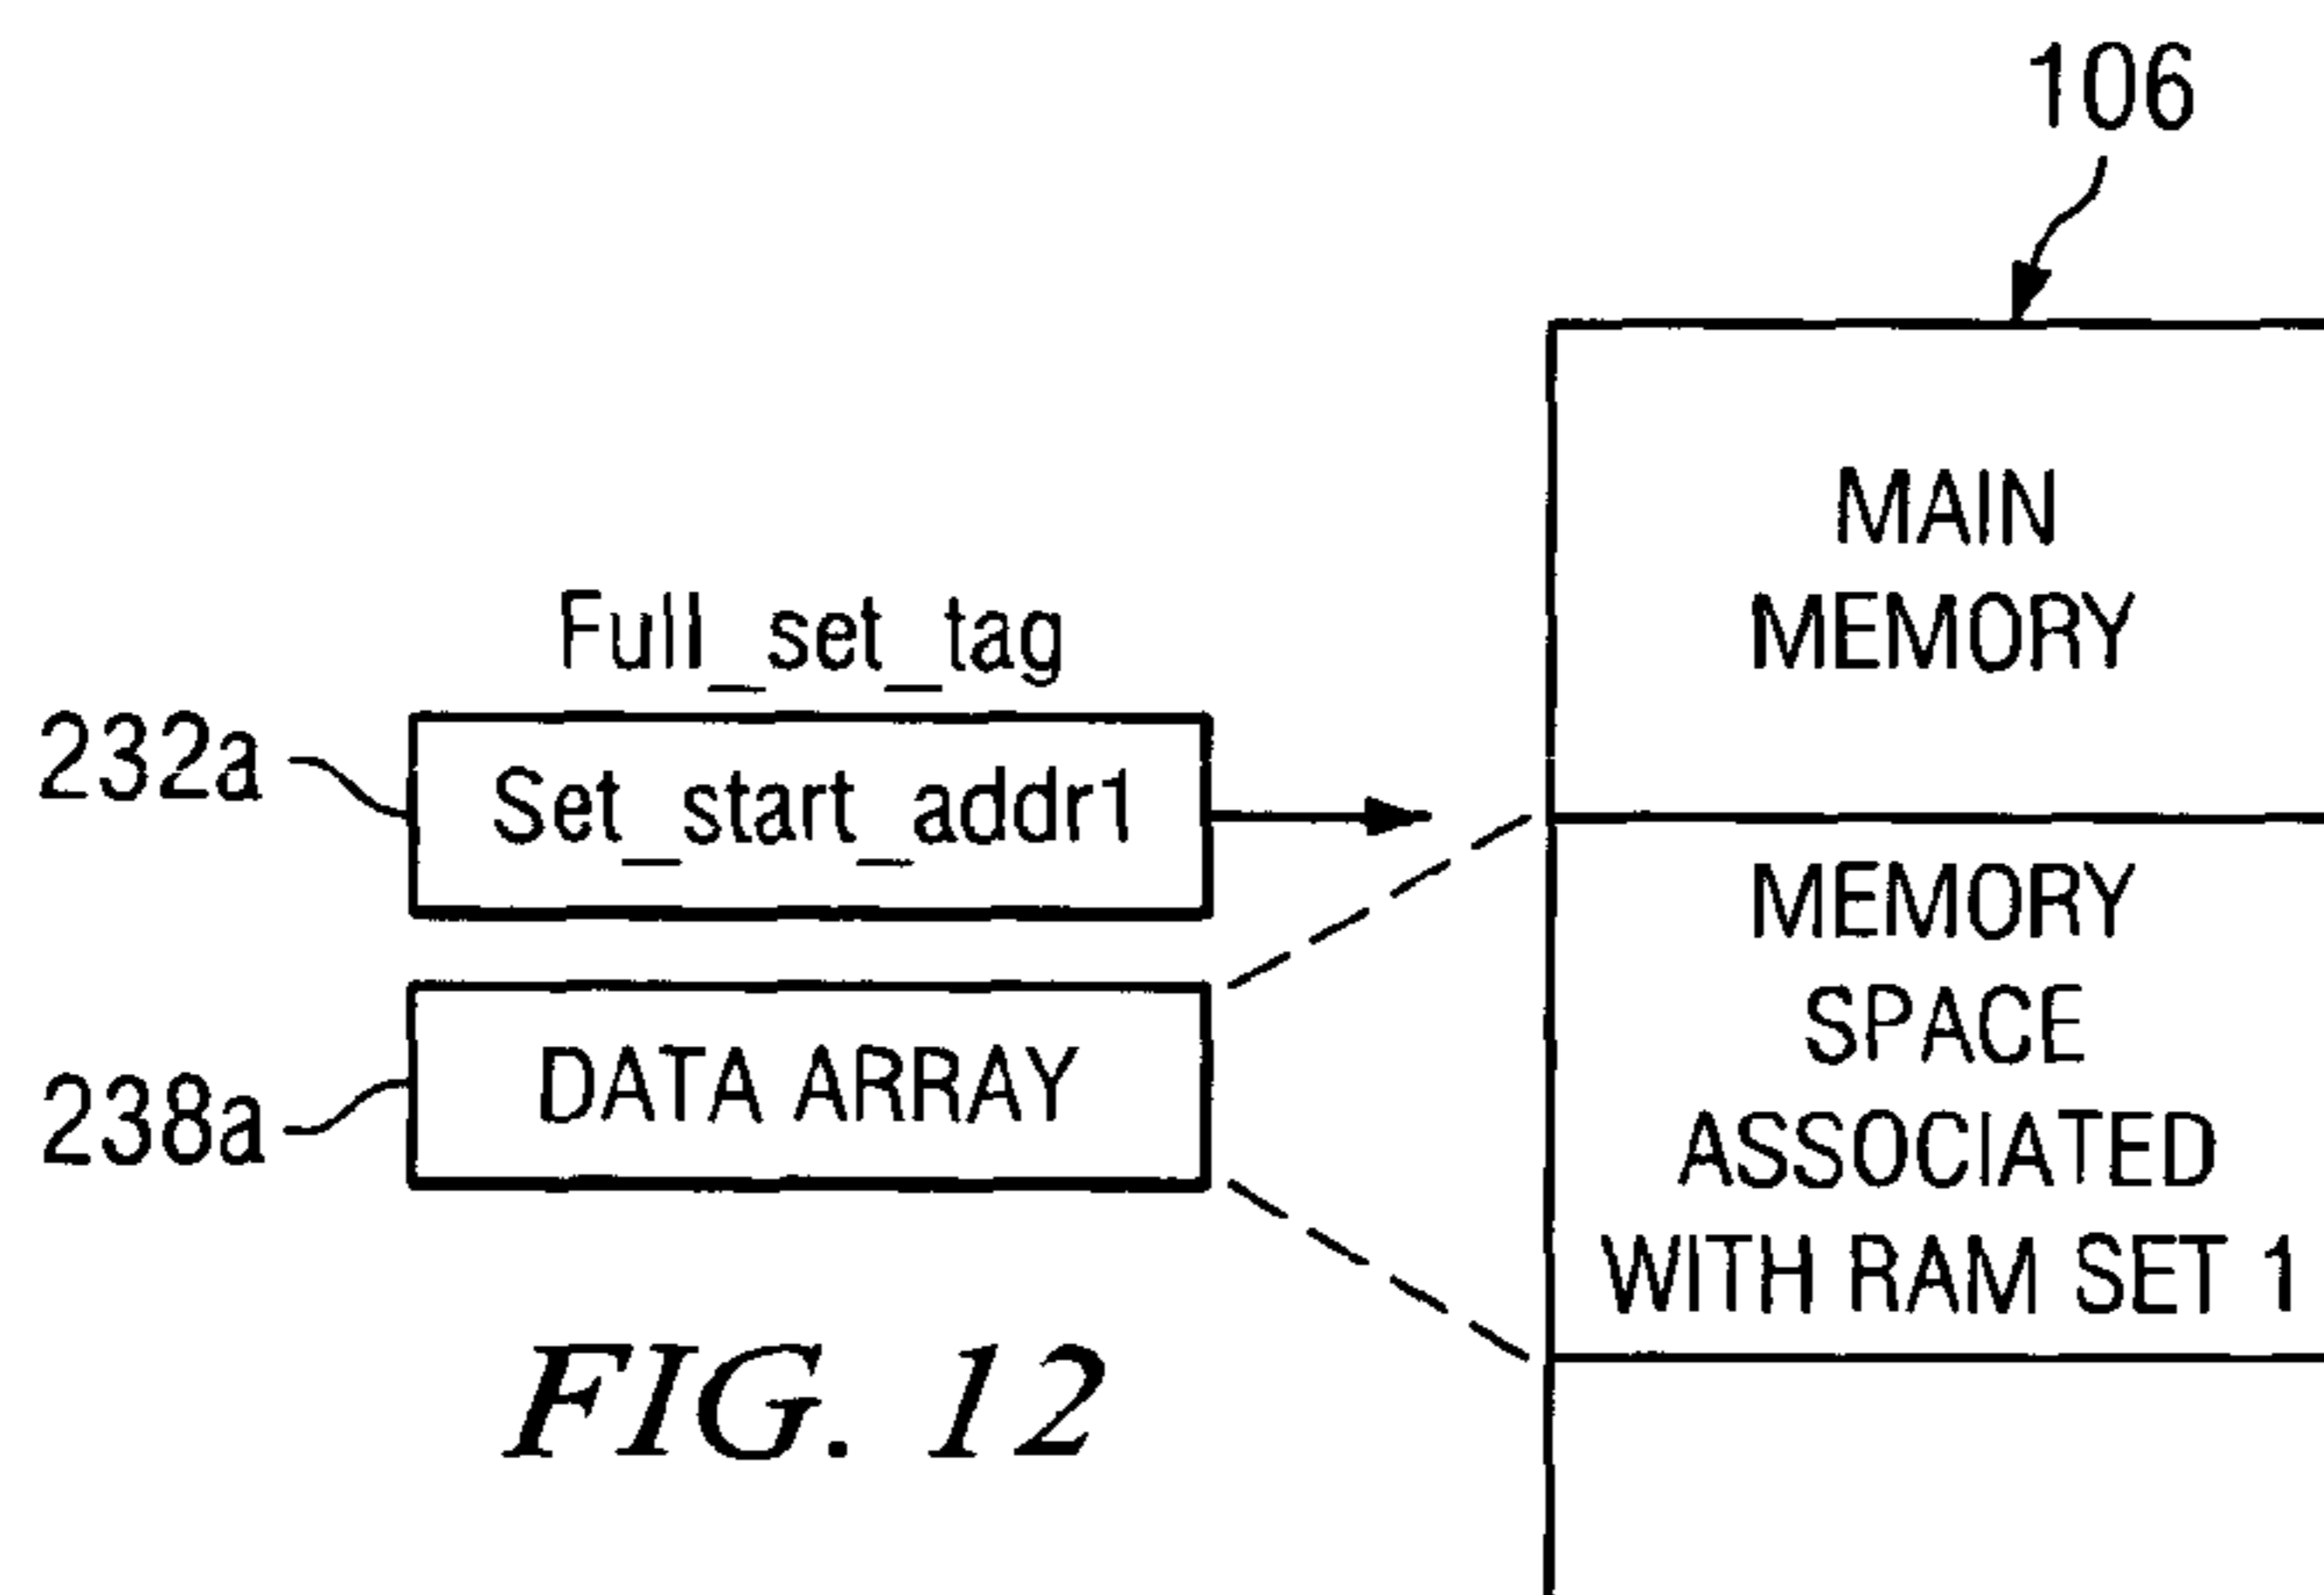 106
MAIN
MEMORY
Full_set_tag
232a
Set_start_addr1
MEMORY
SPACE
ASSOCIATED
WITH RAM SET 1
238a
DATA ARRAY
FIG. 12